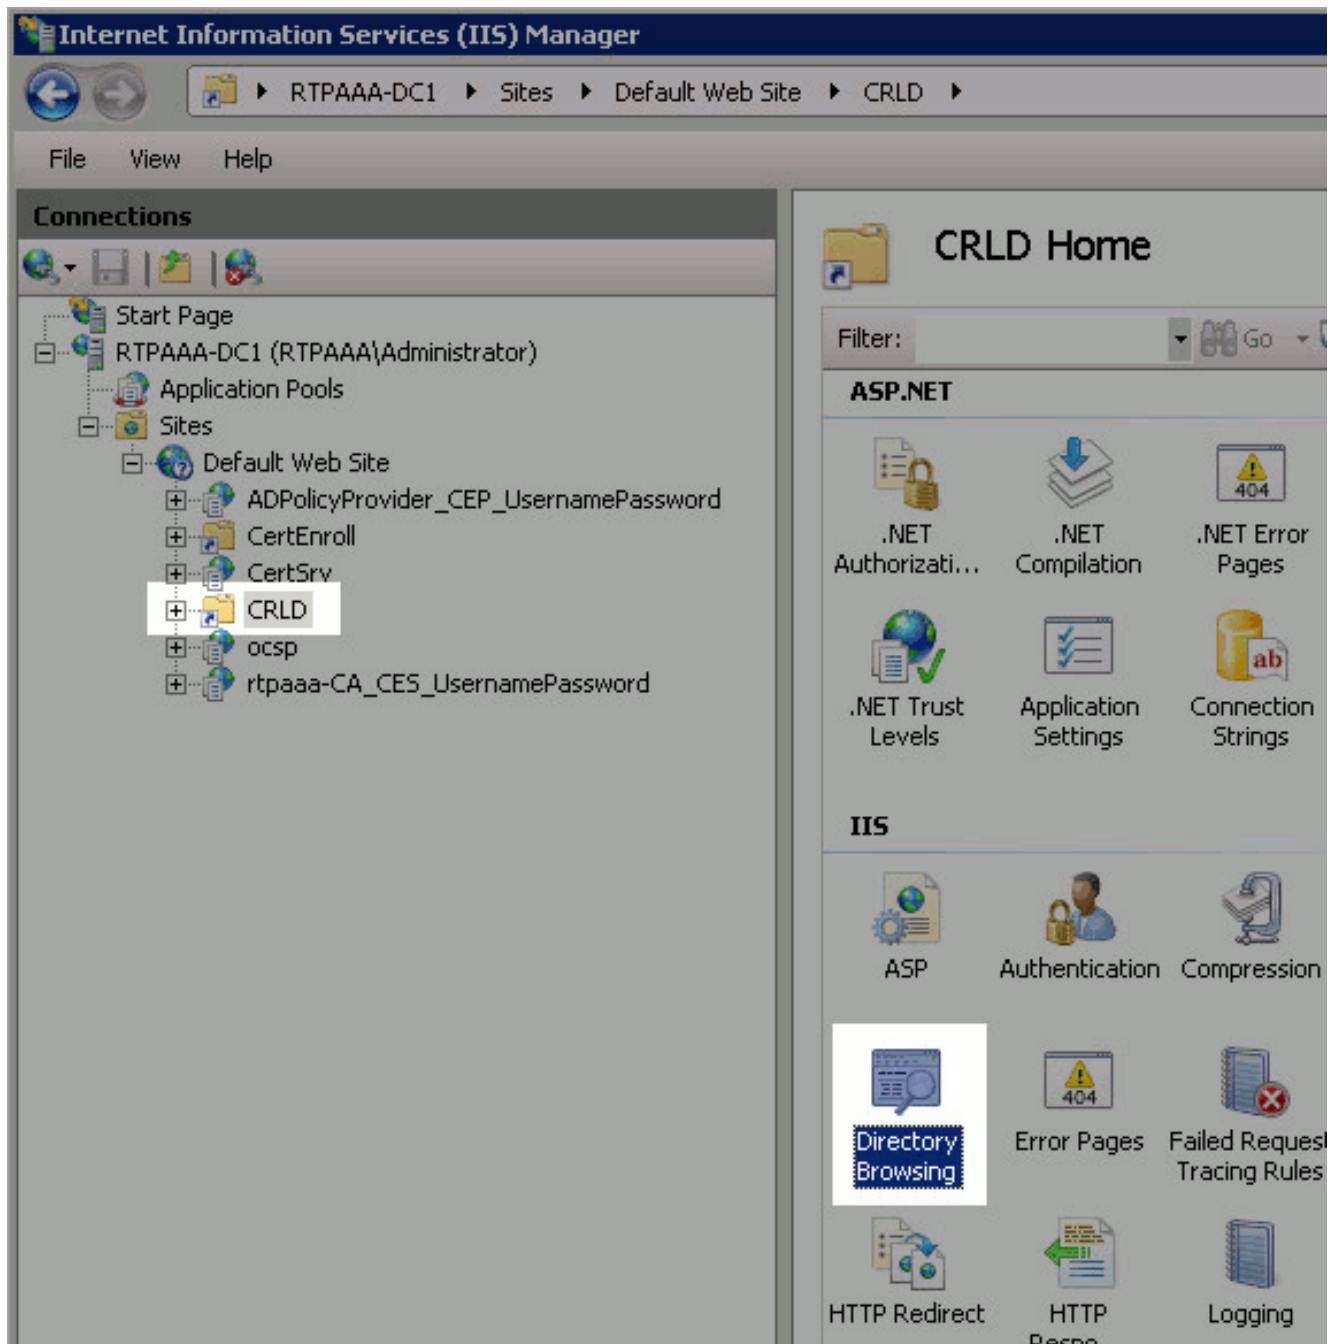 Internet Information Services (IIS) Manager
RTPAAA-DC1 Sites Default Web Site CRLD
File View Help
Connections
Start Page
RTPAAA-DC1 (RTPAAA\Administrator)
Application Pools
Sites
Default Web Site
ADPolicyProvider_CEP_UsernamePassword
CertEnroll
CertSrv
CRLD
ocsp
rtpaaa-CA_CES_UsernamePassword
CRLD Home
Filter: Go
ASP.NET
.NET Authorizati...
.NET Compilation
404
.NET Error Pages
.NET Trust Levels
Application Settings
ab
Connection Strings
IIS
ASP
Authentication
Compression
Directory Browsing
404
Error Pages
Failed Request Tracing Rules
HTTP Redirect
HTTP
Logging